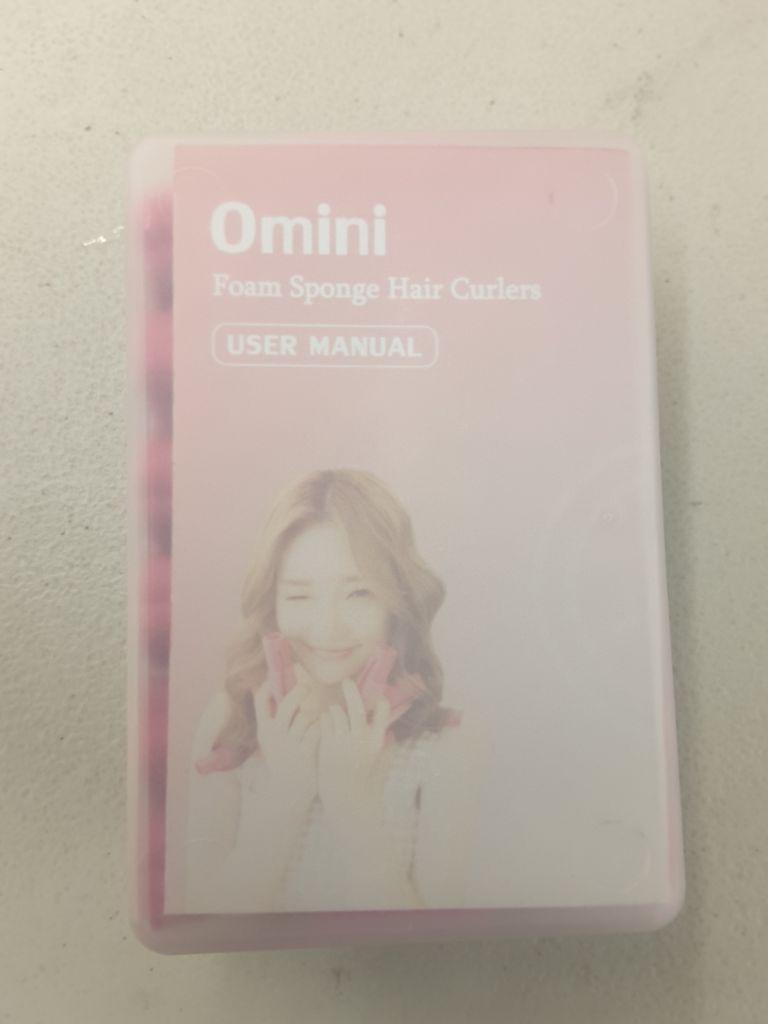 Omini
Foam Sponge Hair Curlers
USER MANUAL